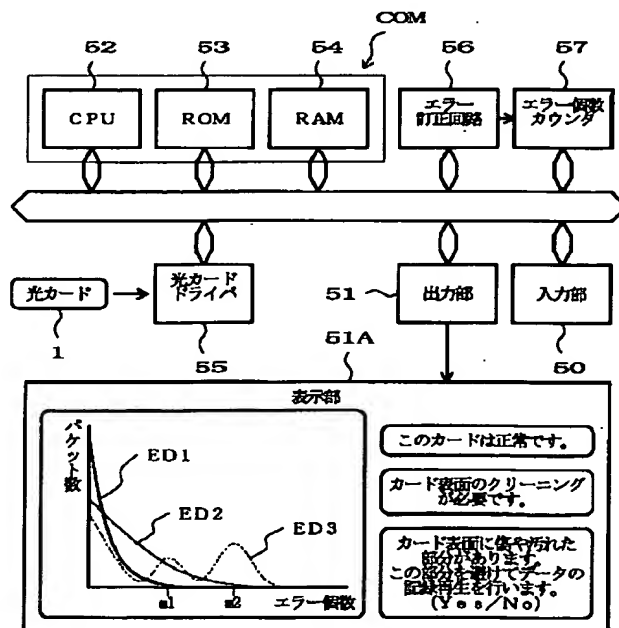 COM
52
53
54
56
57
CPU
ROM
RAM
エラー
訂正回路
エラー個数
カウンタ
光カード
1
光カード
ドライバ
55
51
出力部
入力部
50
51A
表示部
パケット数
ED1
ED2
ED3
m1
m2
エラー個数
このカードは正常です。
カード表面のクリーニング
が必要です。
カード表面に傷や汚れた
部分があります。
この部分を避けてデータの
記録再生を行います。
(Yes/No)